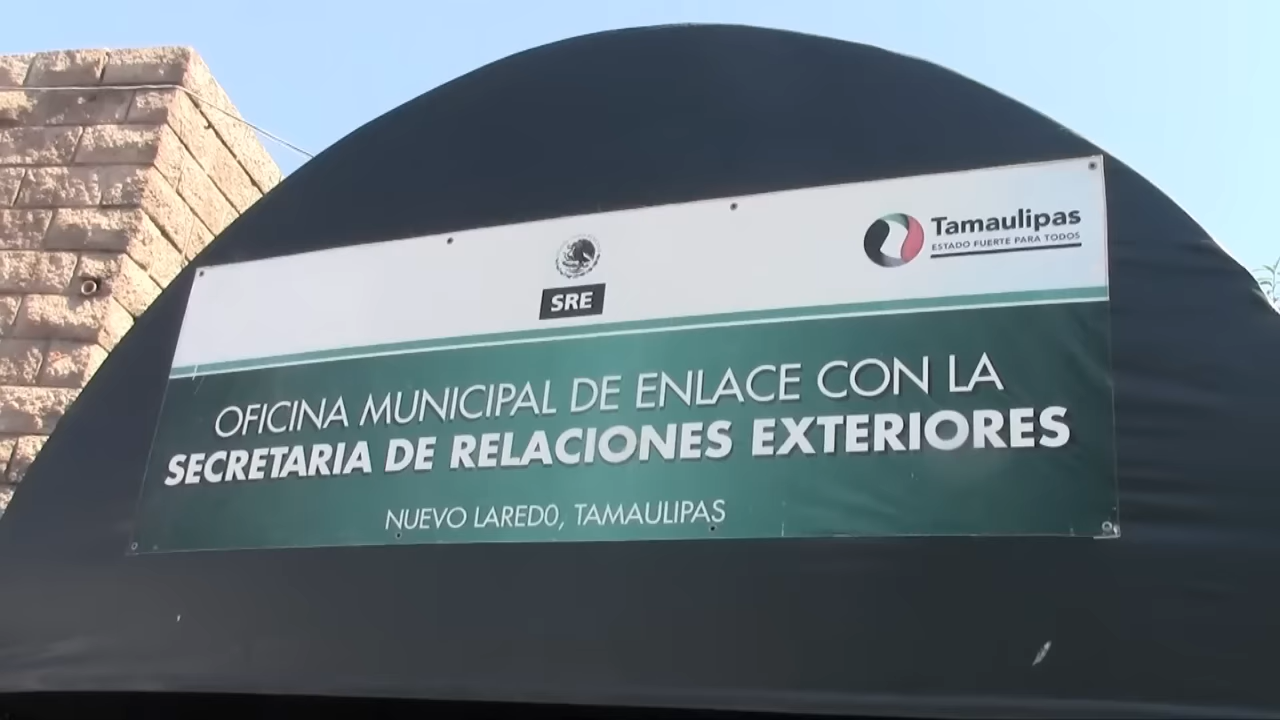 Tamaulipas
ESTADO FUERTE PARA TODOS
SRE
OFICINA MUNICIPAL DE ENLACE CON LA
SECRETARIA DE RELACIONES EXTERIORES
NUEVO LAREDO, TAMAULIPAS